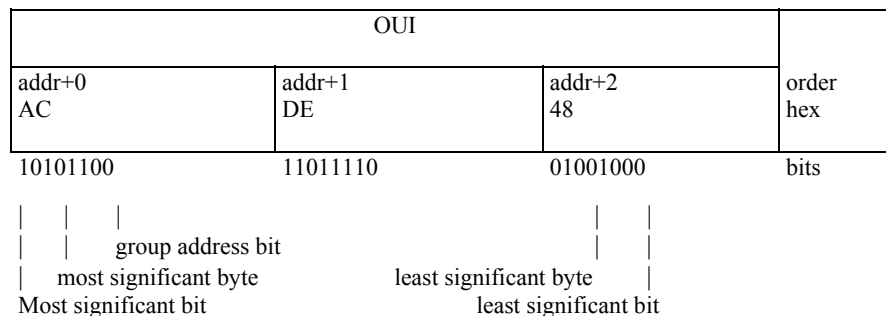 OUI
addr+0 addr+1 addr+2 order
AC DE 48 hex
10101100 11011110 01001000 bits
| | | | |
| | group address bit | |
| most significant byte least significant byte |
Most significant bit least significant bit